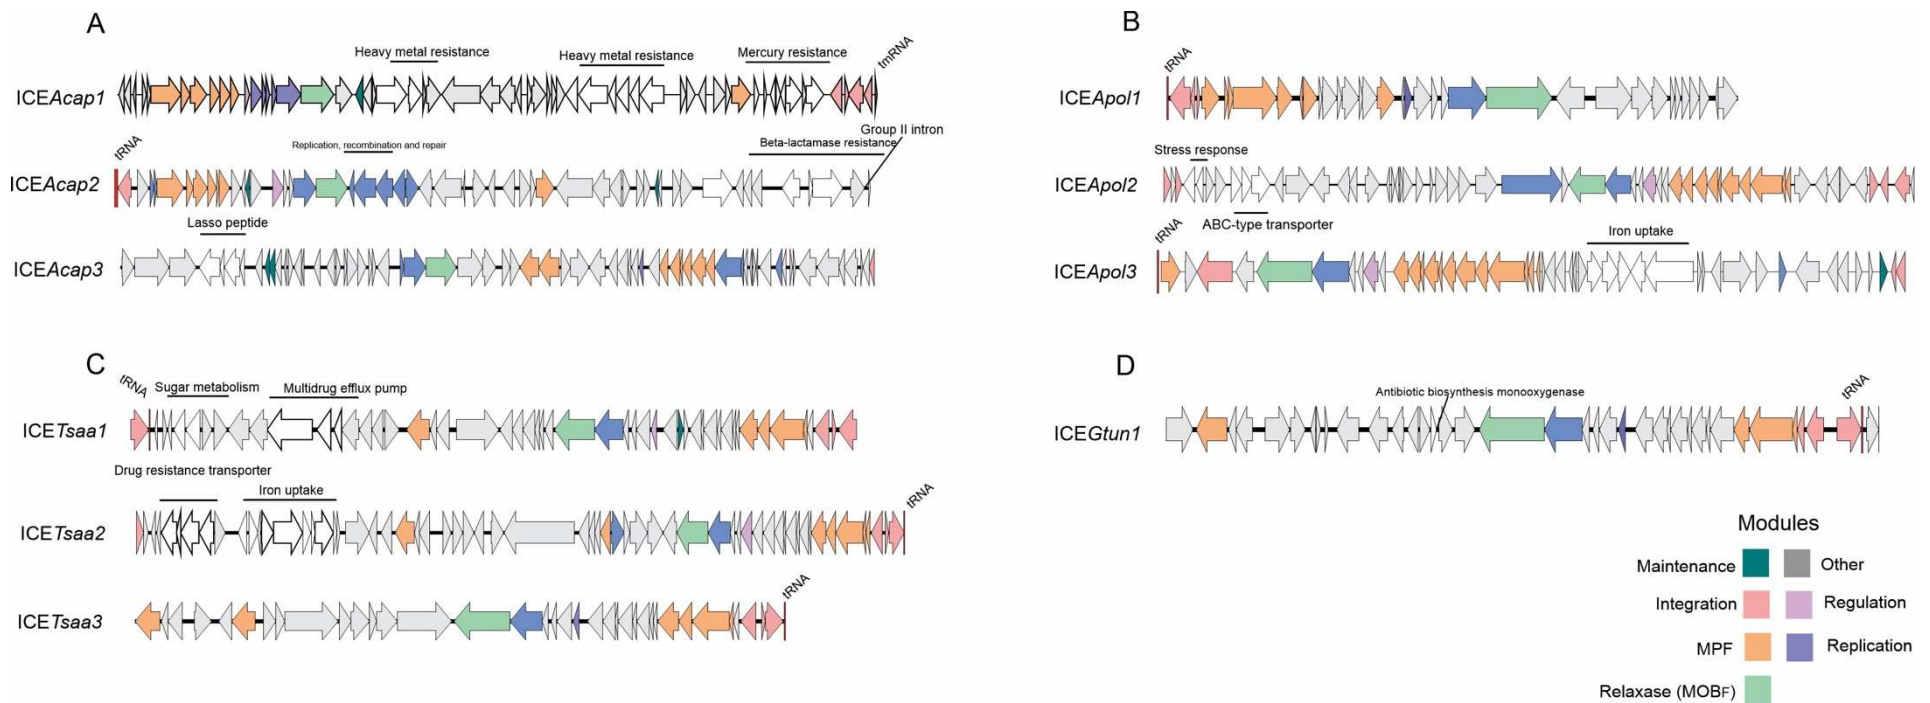 A
Heavy metal resistance
Heavy metal resistance
Mercury resistance
tmRNA
ICEAcap1
tRNA
Replication, recombination and repair
Beta-lactamase resistance
Group II intron
ICEAcap2
Lasso peptide
ICEAcap3
B
tRNA
ICEApol1
Stress response
ICEApol2
ABC-type transporter
tRNA
Iron uptake
ICEApol3
C
tRNA
Sugar metabolism
Multidrug efflux pump
ICETsaa1
Drug resistance transporter
Iron uptake
tRNA
ICETsaa2
tRNA
ICETsaa3
D
Antibiotic biosynthesis monooxygenase
tRNA
ICEGtun1
Modules
Maintenance
Other
Integration
Regulation
MPF
Replication
Relaxase (MOBF)